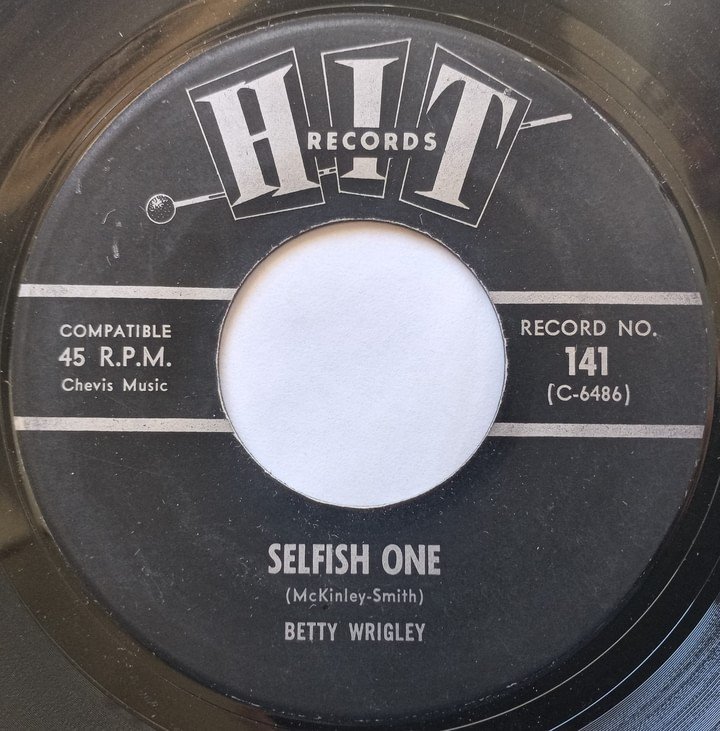 HIT
RECORDS
COMPATIBLE
45 R.P.M.
Chevis Music
RECORD NO.
141
(C-6486)
SELFISH ONE
(McKinley-Smith)
BETTY WRIGLEY